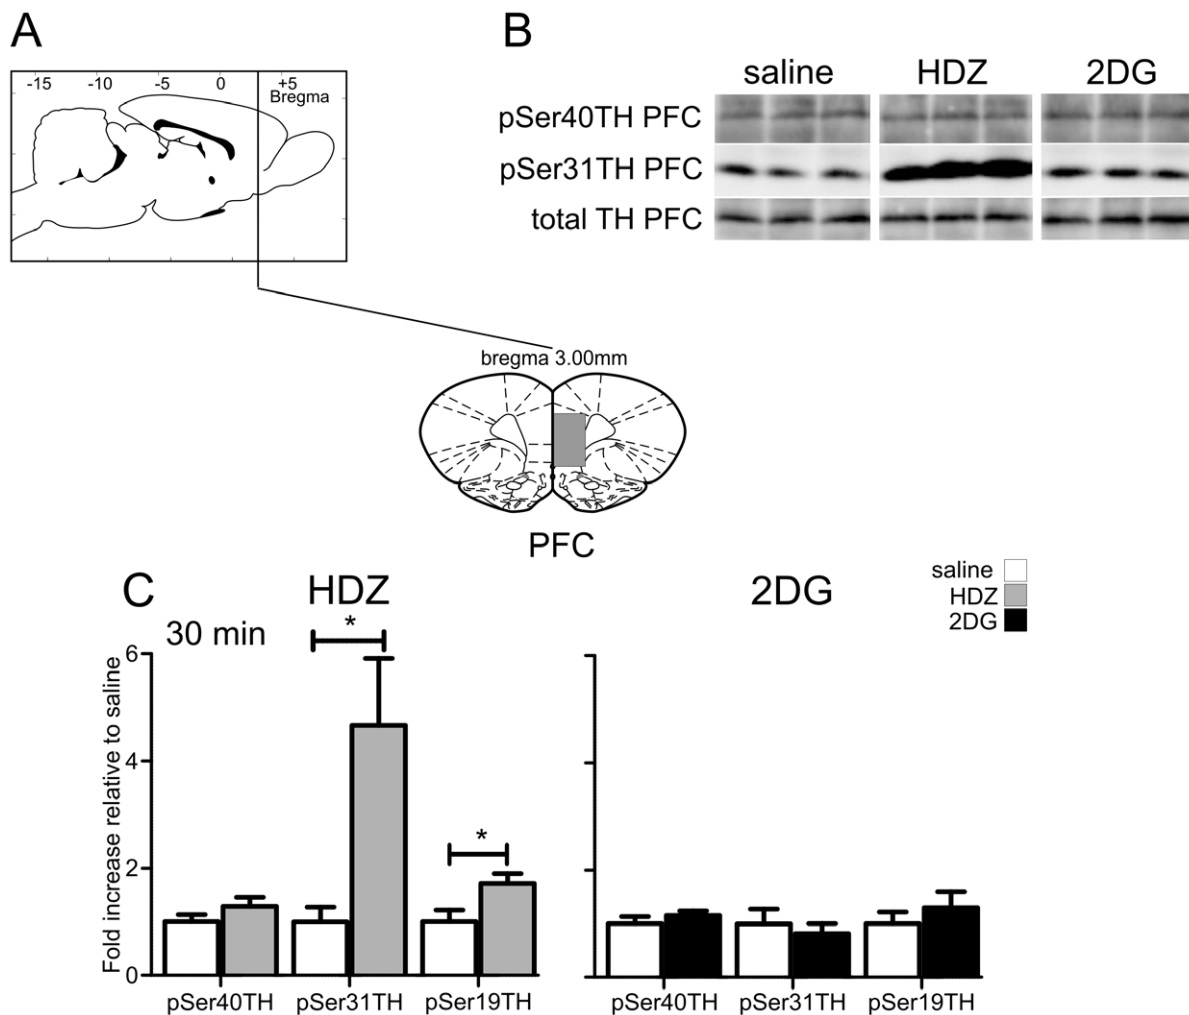 A
-15 -10 -5 0 +5
Bregma
B
saline HDZ 2DG
pSer40TH PFC
pSer31TH PFC
total TH PFC
bregma 3.00mm
PFC
C HDZ 2DG
saline
HDZ
2DG
30 min
*
*
Fold increase relative to saline
6
4
2
0
pSer40TH pSer31TH pSer19TH
pSer40TH pSer31TH pSer19TH